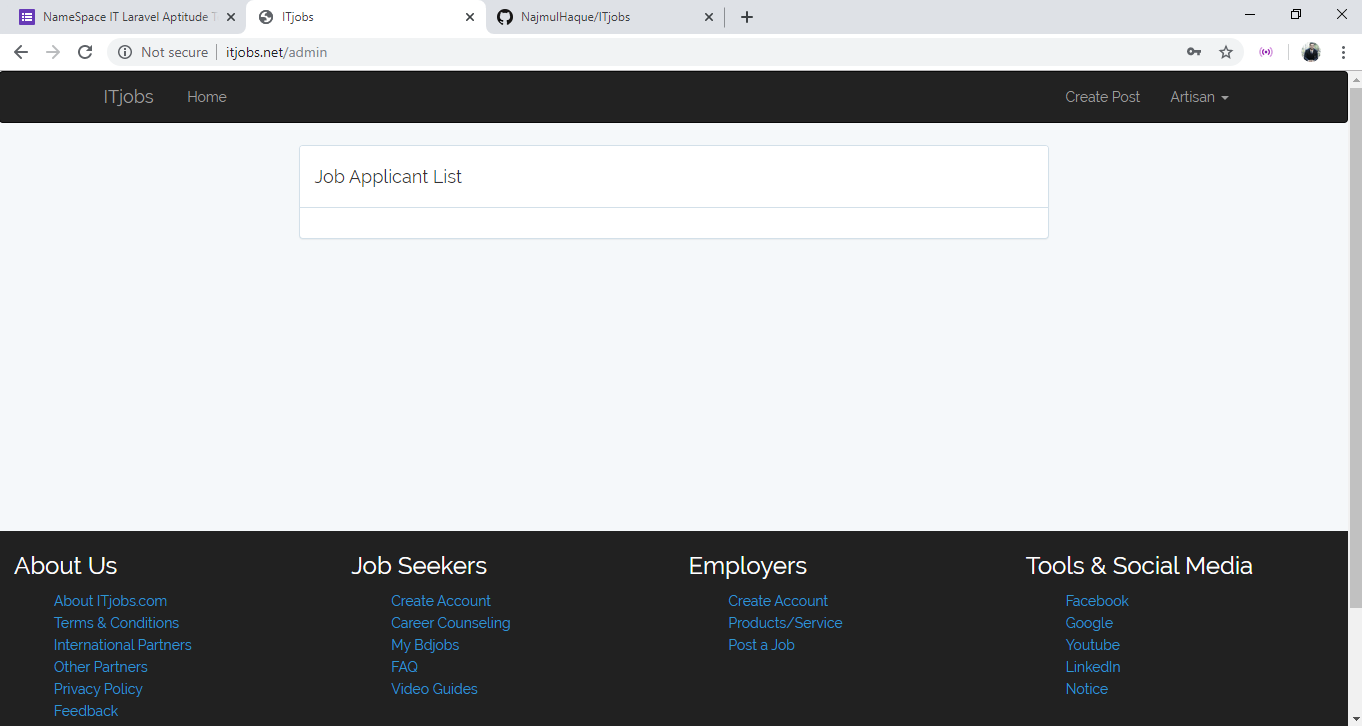 NameSpace IT Laravel Aptitude T
ITjobs
NajmulHaque/ITjobs
Not secure
itjobs.net/admin
ITjobs
Home
Create Post
Artisan
Job Applicant List
About Us
About ITjobs.com
Terms & Conditions
International Partners
Other Partners
Privacy Policy
Feedback
Job Seekers
Create Account
Career Counseling
My Bdjobs
FAQ
Video Guides
Employers
Create Account
Products/Service
Post a Job
Tools & Social Media
Facebook
Google
Youtube
LinkedIn
Notice